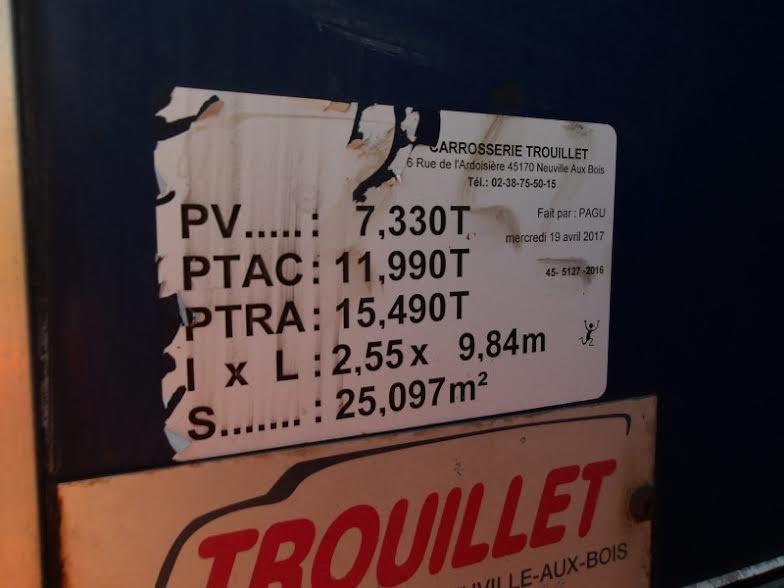 CARROSSERIE TROUILLET
6 Rue de l'Ardoisière 45170 Neuville Aux Bois
Tél.: 02-38-75-50-15
Fait par : PAGU
mercredi 19 avril 2017
45- 5127 -2016
PV.....: 7,330T
PTAC: 11,990T
PTRA: 15,490T
l x L: 2,55 x 9,84m
S.......: 25,097m²
TROUILLET
VILLE-AUX-BOIS